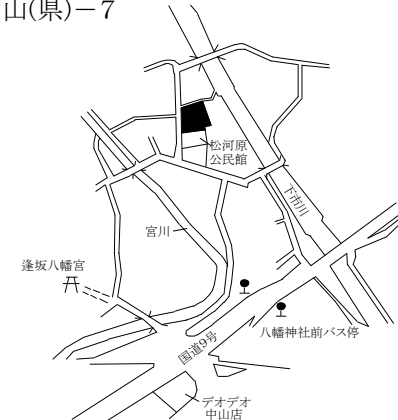 山(県)－7
松河原
公民館
下市川
宮川
逢坂八幡宮
八幡神社前バス停
国道9号
デオデオ
中山店